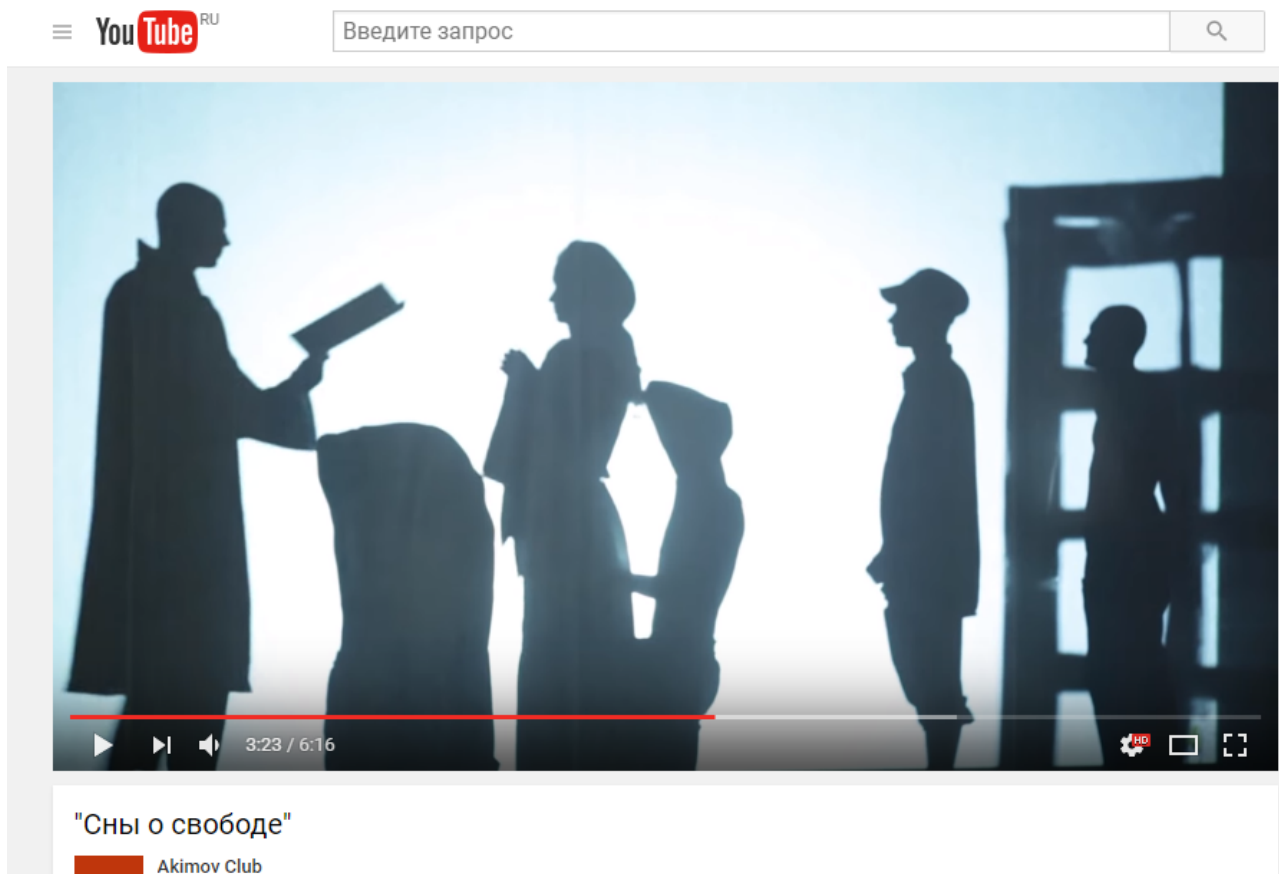 YouTube RU
Введите запрос
3:23 / 6:16
HD
"Сны о свободе"
Akimov Club